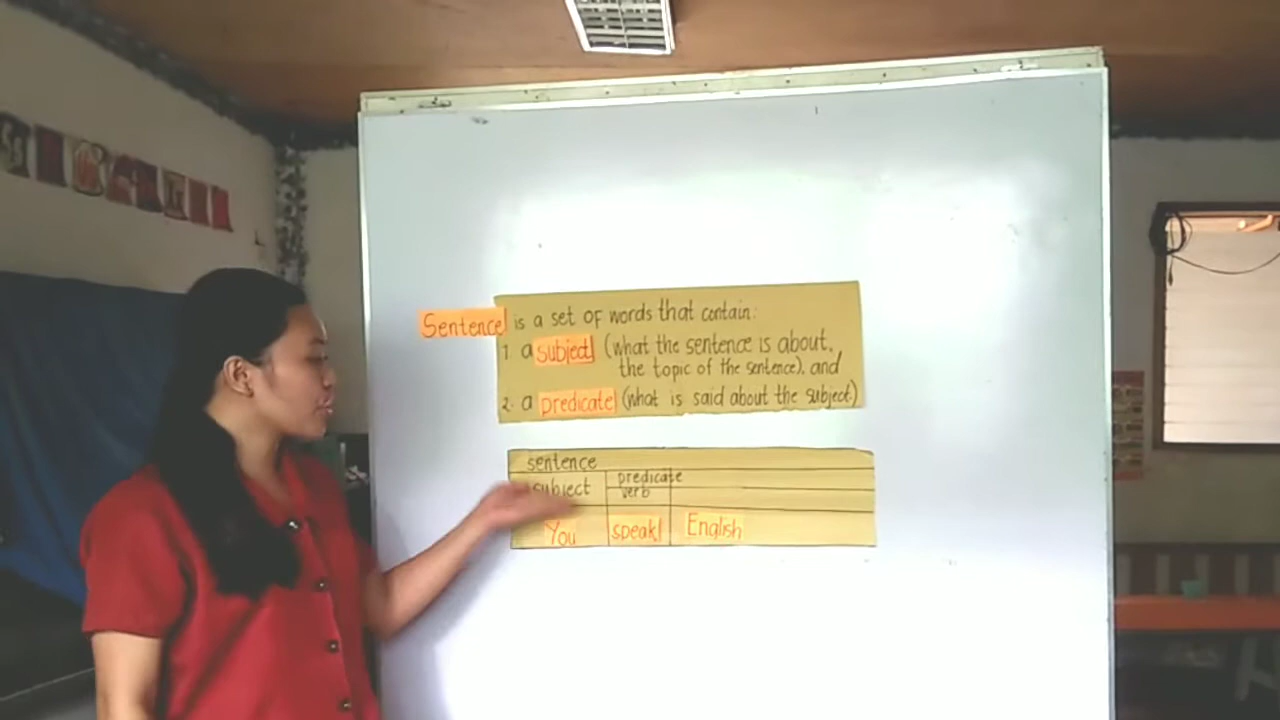 Sentence is a set of words that contain:
1. a subject (what the sentence is about,
the topic of the sentence), and
2. a predicate (what is said about the subject)
sentence
subject predicate
verb
You speak English